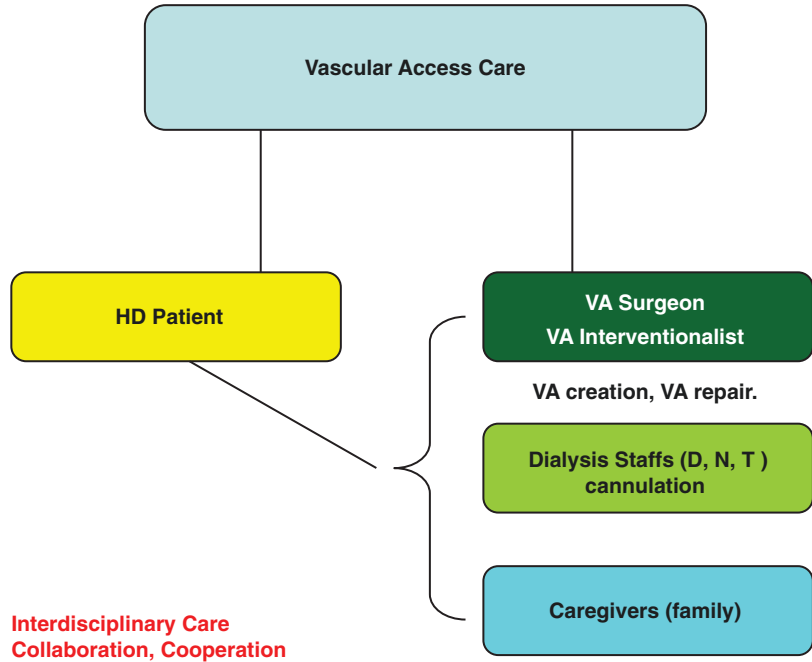 Vascular Access Care
HD Patient
VA Surgeon
VA Interventionalist
VA creation, VA repair.
Dialysis Staffs (D, N, T )
cannulation
Caregivers (family)
Interdisciplinary Care
Collaboration, Cooperation